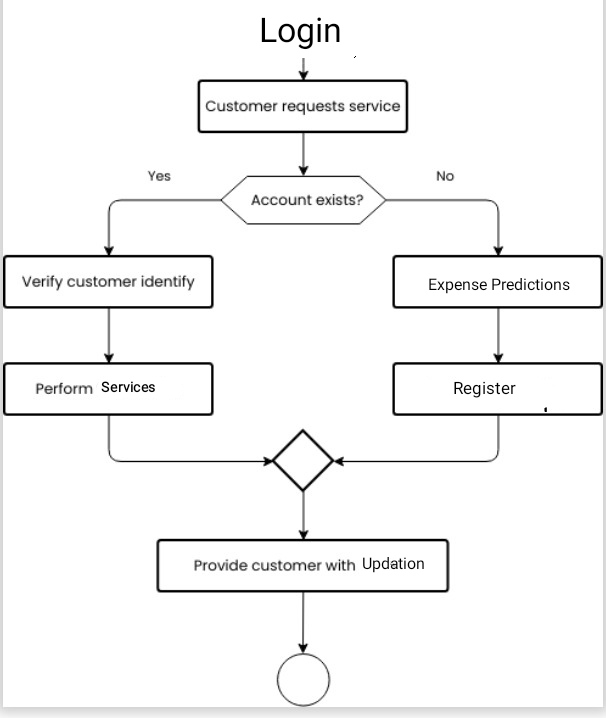 Login
Customer requests service
Yes
No
Account exists?
Verify customer identify
Expense Predictions
Perform Services
Register
Provide customer with Updation